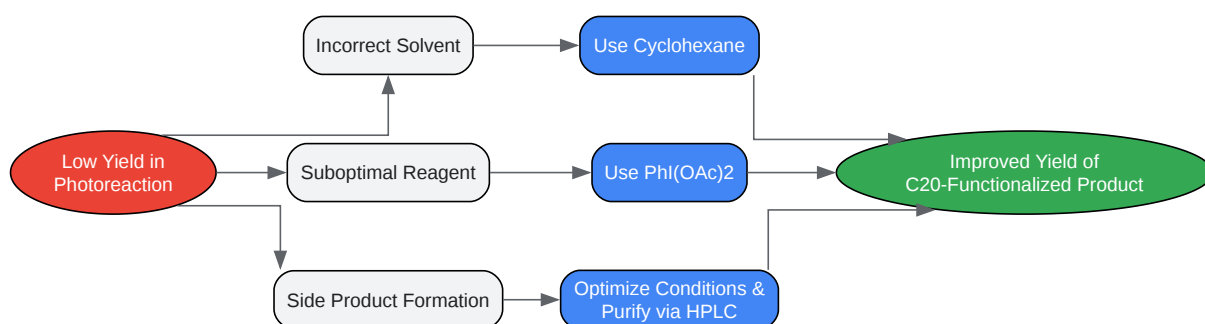 Incorrect Solvent
Use Cyclohexane
Low Yield in
Photoreaction
Suboptimal Reagent
Use PhI(OAc)2
Improved Yield of
C20-Functionalized Product
Side Product Formation
Optimize Conditions &
Purify via HPLC